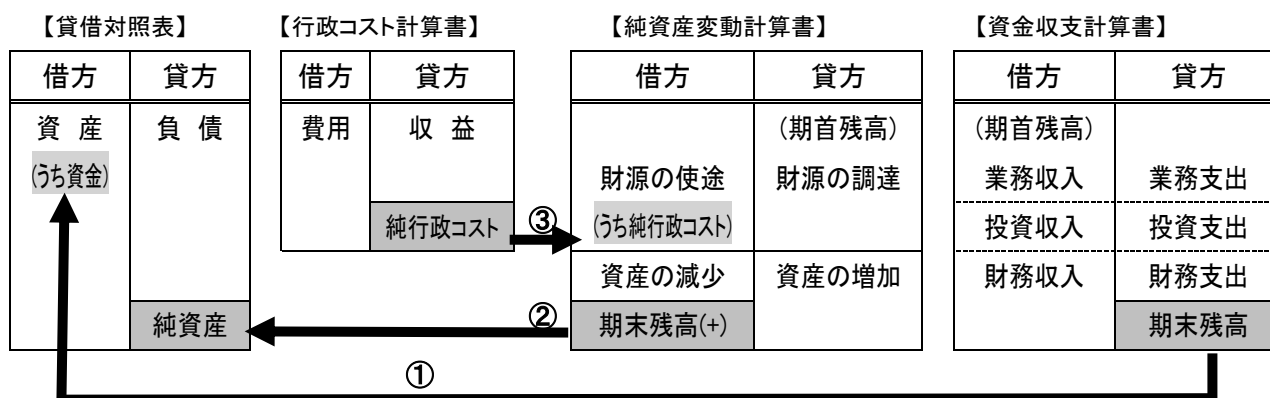 【貸借対照表】 【行政コスト計算書】 【純資産変動計算書】 【資金収支計算書】
借方 貸方 借方 貸方 借方 貸方 借方 貸方
資 産 負 債 費用 収 益 (期首残高) (期首残高)
(うち資金) 財源の使途 財源の調達 業務収入 業務支出
純行政コスト ③ (うち純行政コスト) 投資収入 投資支出
資産の減少 資産の増加 財務収入 財務支出
純資産 ② 期末残高(+) 期末残高
①